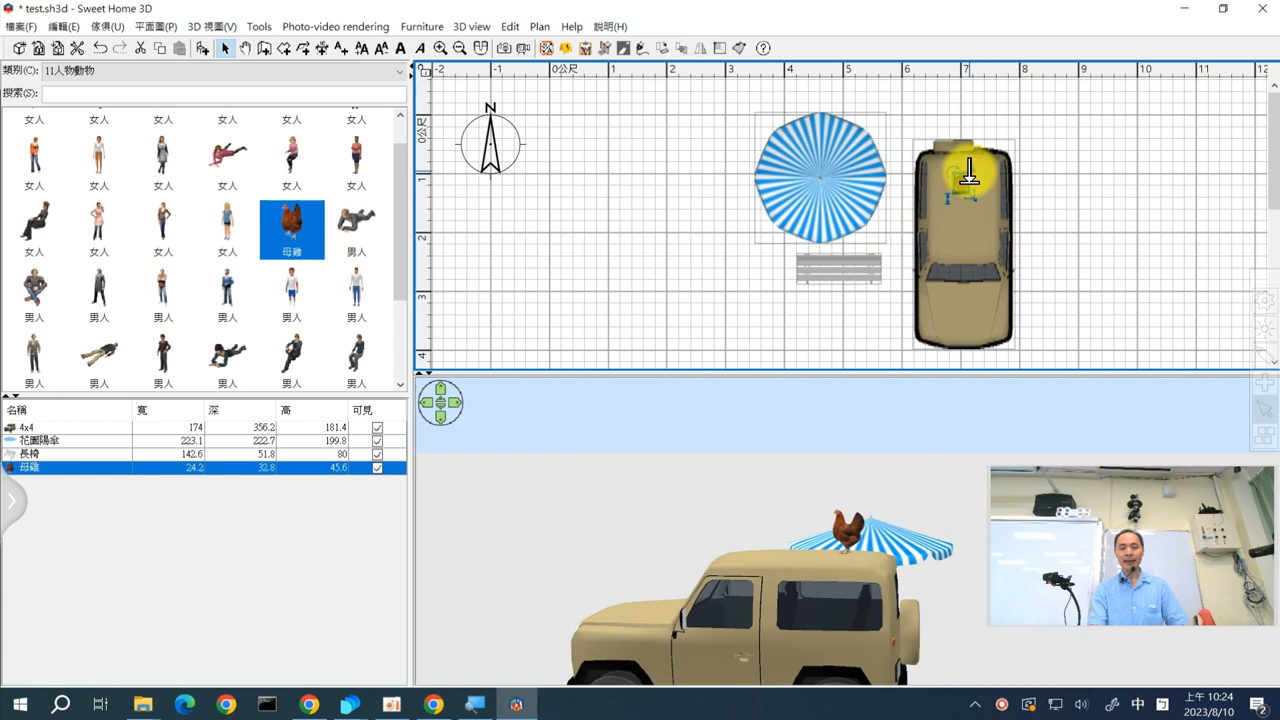 * test.sh3d - Sweet Home 3D
檔案(F) 編輯(E) 傢俱(U) 平面圖(P) 3D 視圖(V) Tools Photo-video rendering Furniture 3D view Edit Plan Help 說明(H)
類別(C): 11人物動物
搜索(S):
女人 女人 女人 女人 女人 女人
女人 女人 女人 女人 女人 女人
女人 女人 女人 女人 母雞 男人
男人 男人 男人 男人 男人 男人
男人 男人 男人 男人 男人 男人
名稱 寬 深 高 可見
4x4 174 356.2 181.4
花園陽傘 223.1 222.7 199.8
長椅 142.6 51.8 80
母雞 24.2 32.8 45.6
-2 -1 0公尺 1 2 3 4 5 6 7 8 9 10 11 12
0公尺
1
2
3
4
N
中
上午 10:24
2023/8/10
2